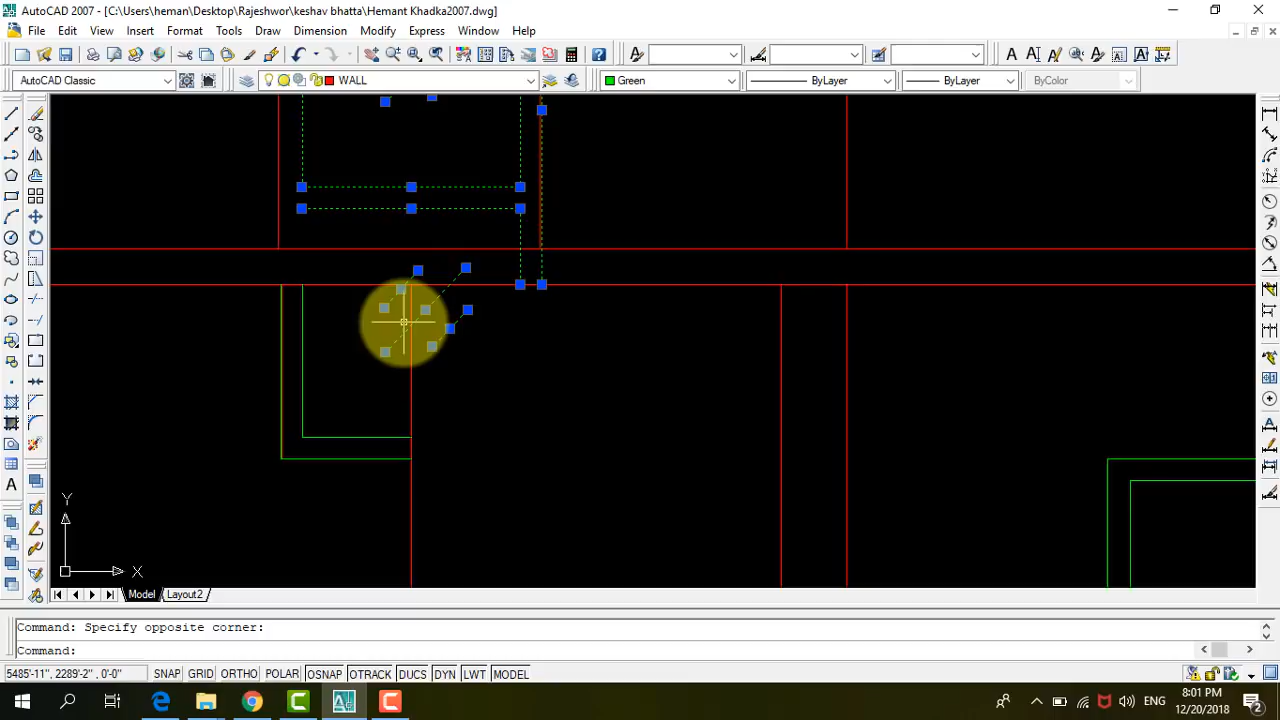 AutoCAD 2007 - [C:\Users\heman\Desktop\Rajeshwor\keshav bhatta\Hemant Khadka2007.dwg]
File Edit View Insert Format Tools Draw Dimension Modify Express Window Help
AutoCAD Classic WALL Green ByLayer ByLayer ByColor
Y
X
Model Layout2
Command: Specify opposite corner:
Command:
5485'-11", 2289'-2" , 0'-0" SNAP GRID ORTHO POLAR OSNAP OTRACK DUCS DYN LWT MODEL
ENG
8:01 PM
12/20/2018
2